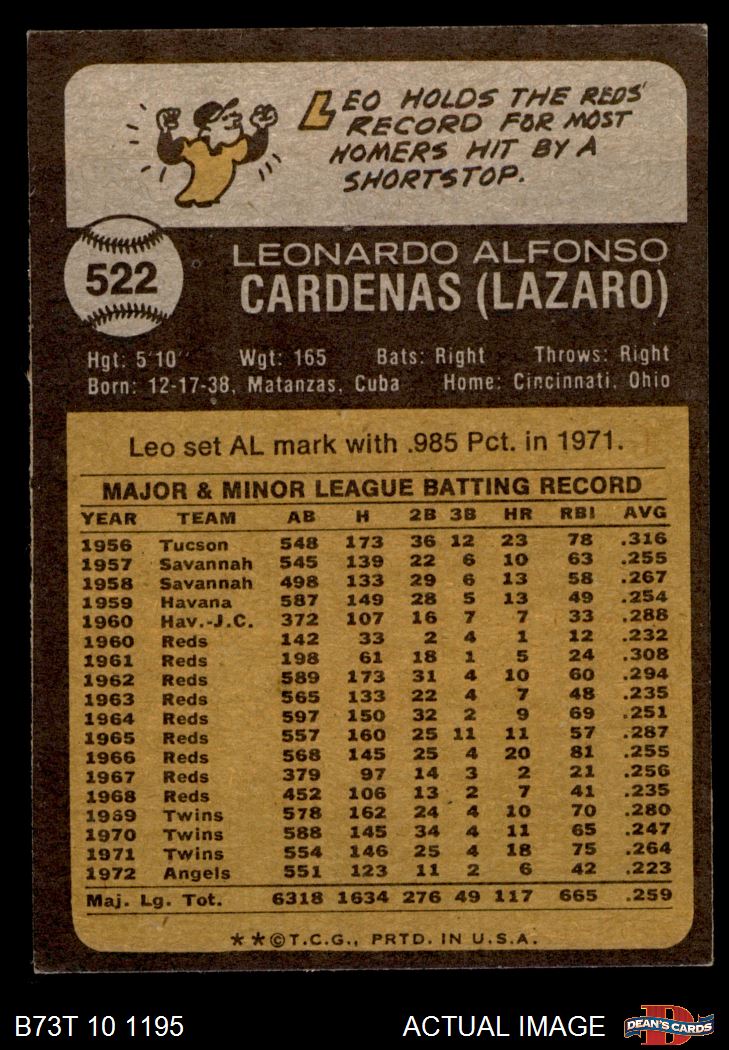 LEO HOLDS THE REDS'
RECORD FOR MOST
HOMERS HIT BY A
SHORTSTOP.
522
LEONARDO ALFONSO
CARDENAS (LAZARO)
Hgt: 5'10" Wgt: 165 Bats: Right Throws: Right
Born: 12-17-38, Matanzas, Cuba Home: Cincinnati, Ohio
Leo set AL mark with .985 Pct. in 1971.
MAJOR & MINOR LEAGUE BATTING RECORD
YEAR TEAM AB H 2B 3B HR RBI AVG
1956 Tucson 548 173 36 12 23 78 .316
1957 Savannah 545 139 22 6 10 63 .255
1958 Savannah 498 133 29 6 13 58 .267
1959 Havana 587 149 28 5 13 49 .254
1960 Hav.-J.C. 372 107 16 7 7 33 .288
1960 Reds 142 33 2 4 1 12 .232
1961 Reds 198 61 18 1 5 24 .308
1962 Reds 589 173 31 4 10 60 .294
1963 Reds 565 133 22 4 7 48 .235
1964 Reds 597 150 32 2 9 69 .251
1965 Reds 557 160 25 11 11 57 .287
1966 Reds 568 145 25 4 20 81 .255
1967 Reds 379 97 14 3 2 21 .256
1968 Reds 452 106 13 2 7 41 .235
1969 Twins 578 162 24 4 10 70 .280
1970 Twins 588 145 34 4 11 65 .247
1971 Twins 554 146 25 4 18 75 .264
1972 Angels 551 123 11 2 6 42 .223
Maj. Lg. Tot. 6318 1634 276 49 117 665 .259
★★©T.C.G., PRTD. IN U.S.A.
B73T 10 1195 ACTUAL IMAGE
D
DEAN'S CARDS